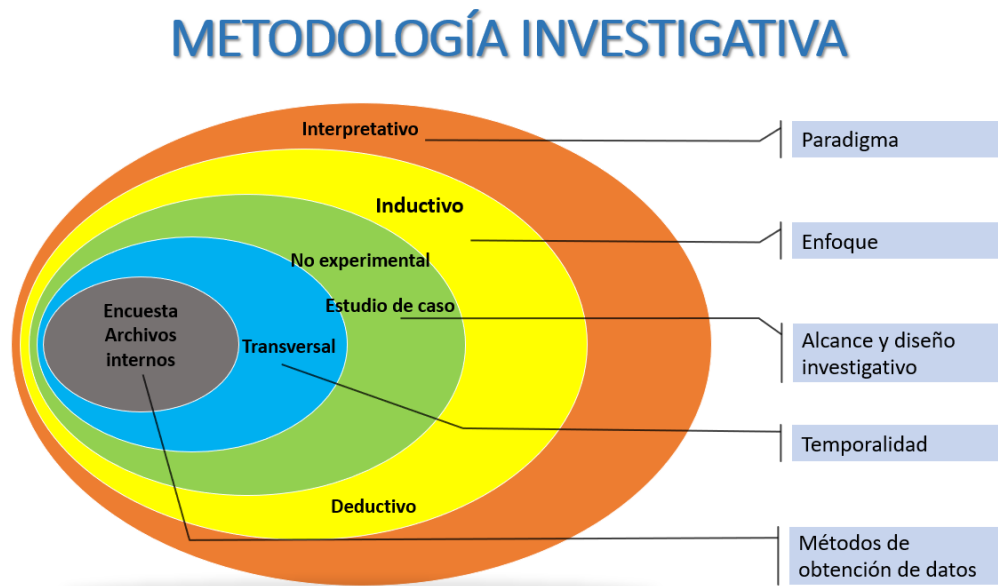 METODOLOGÍA INVESTIGATIVA
Interpretativo
Paradigma
Inductivo
Enfoque
No experimental
Estudio de caso
Encuesta
Archivos
internos
Transversal
Alcance y diseño
investigativo
Temporalidad
Deductivo
Métodos de
obtención de datos